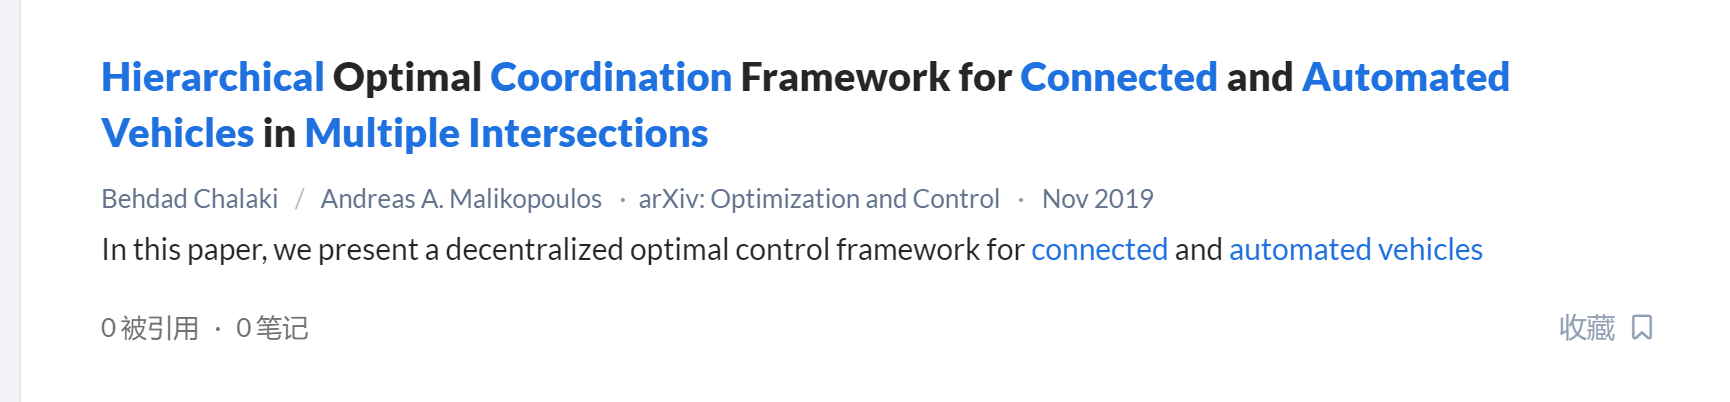 Hierarchical Optimal Coordination Framework for Connected and Automated
Vehicles in Multiple Intersections
Behdad Chalaki / Andreas A. Malikopoulos · arXiv: Optimization and Control · Nov 2019
In this paper, we present a decentralized optimal control framework for connected and automated vehicles
0 被引用 · 0 笔记 收藏